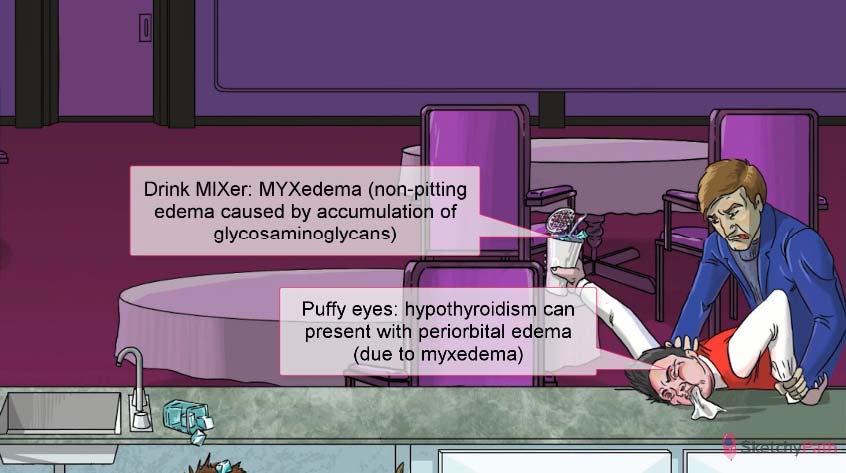 Drink MIXer: MYXedema (non-pitting
edema caused by accumulation of
glycosaminoglycans)
Puffy eyes: hypothyroidism can
present with periorbital edema
(due to myxedema)
SketchyPath